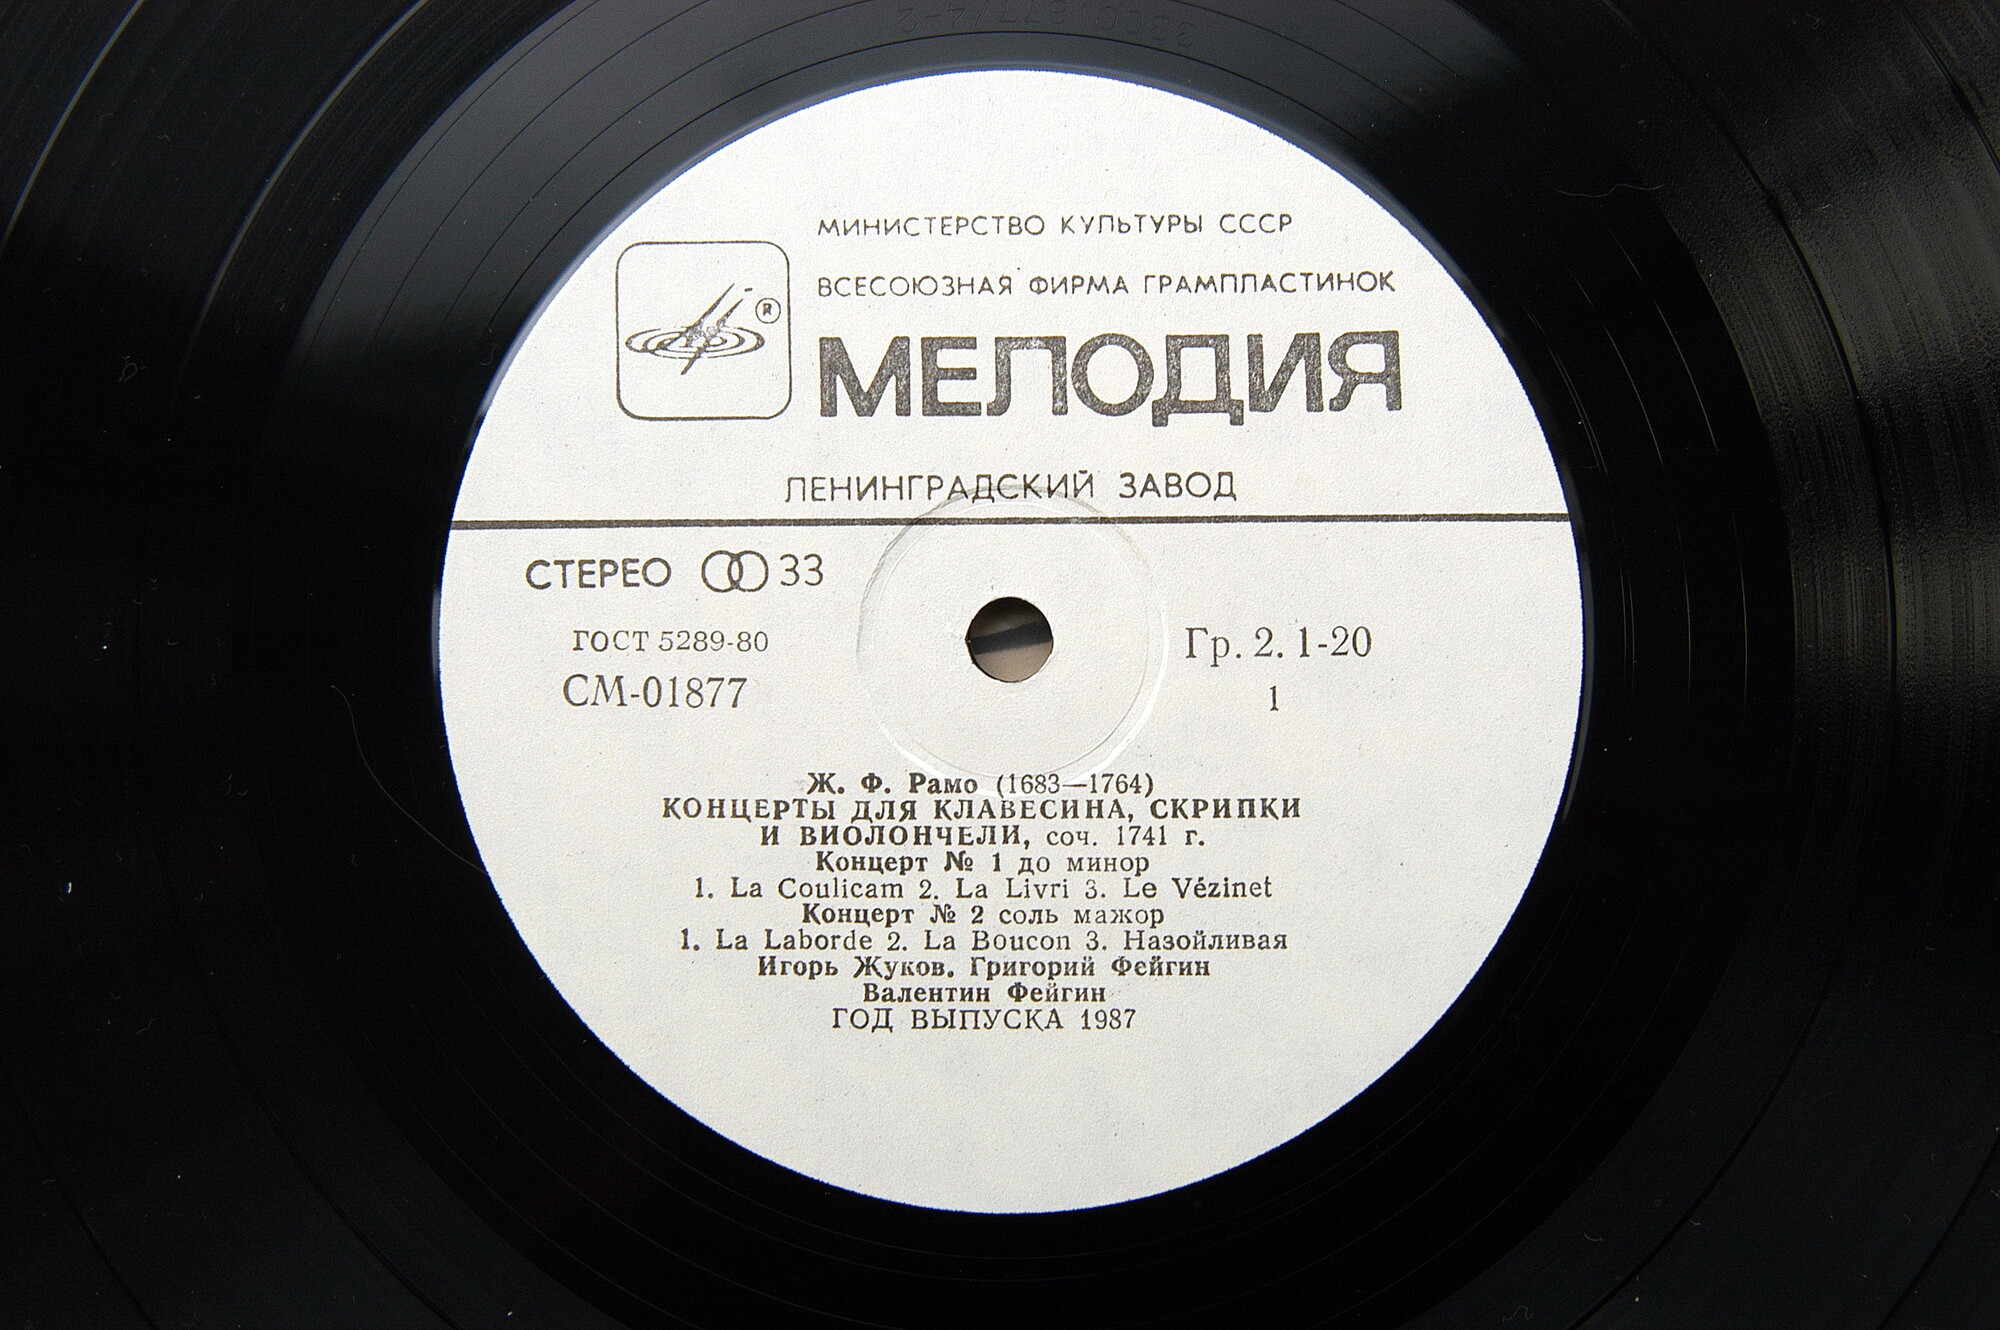 МИНИСТЕРСТВО КУЛЬТУРЫ СССР
ВСЕСОЮЗНАЯ ФИРМА ГРАМПЛАСТИНОК
®
МЕЛОДИЯ
ЛЕНИНГРАДСКИЙ ЗАВОД
СТЕРЕО 33
ГОСТ 5289-80
СМ-01877
Гр. 2. 1-20
1
Ж. Ф. Рамо (1683—1764)
КОНЦЕРТЫ ДЛЯ КЛАВЕСИНА, СКРИПКИ
И ВИОЛОНЧЕЛИ, соч. 1741 г.
Концерт № 1 до минор
1. La Coulicam 2. La Livri 3. Le Vézinet
Концерт № 2 соль мажор
1. La Laborde 2. La Boucon 3. Назойливая
Игорь Жуков. Григорий Фейгин
Валентин Фейгин
ГОД ВЫПУСКА 1987